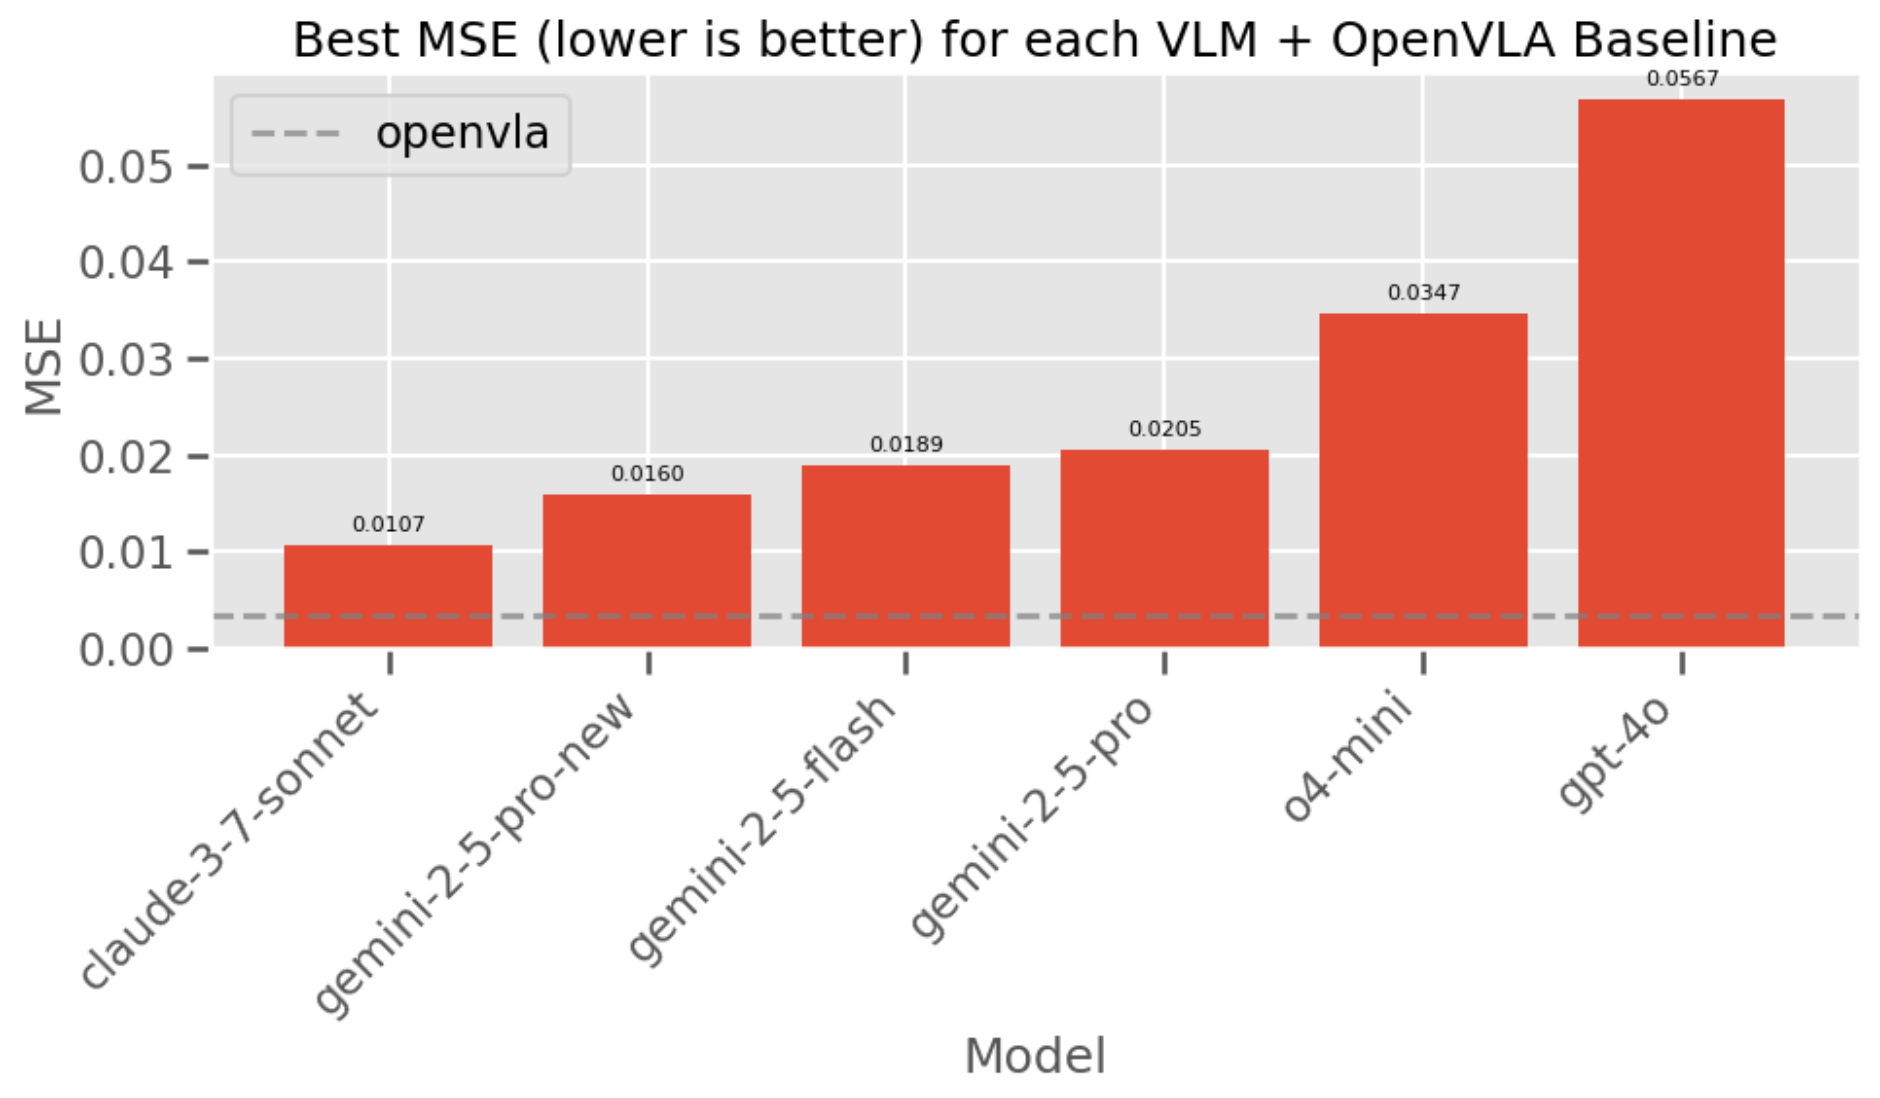 Best MSE (lower is better) for each VLM + OpenVLA Baseline
openvla
MSE
0.05
0.04
0.03
0.02
0.01
0.00
0.0107
0.0160
0.0189
0.0205
0.0347
0.0567
claude-3-7-sonnet
gemini-2-5-pro-new
gemini-2-5-flash
gemini-2-5-pro
o4-mini
gpt-4o
Model